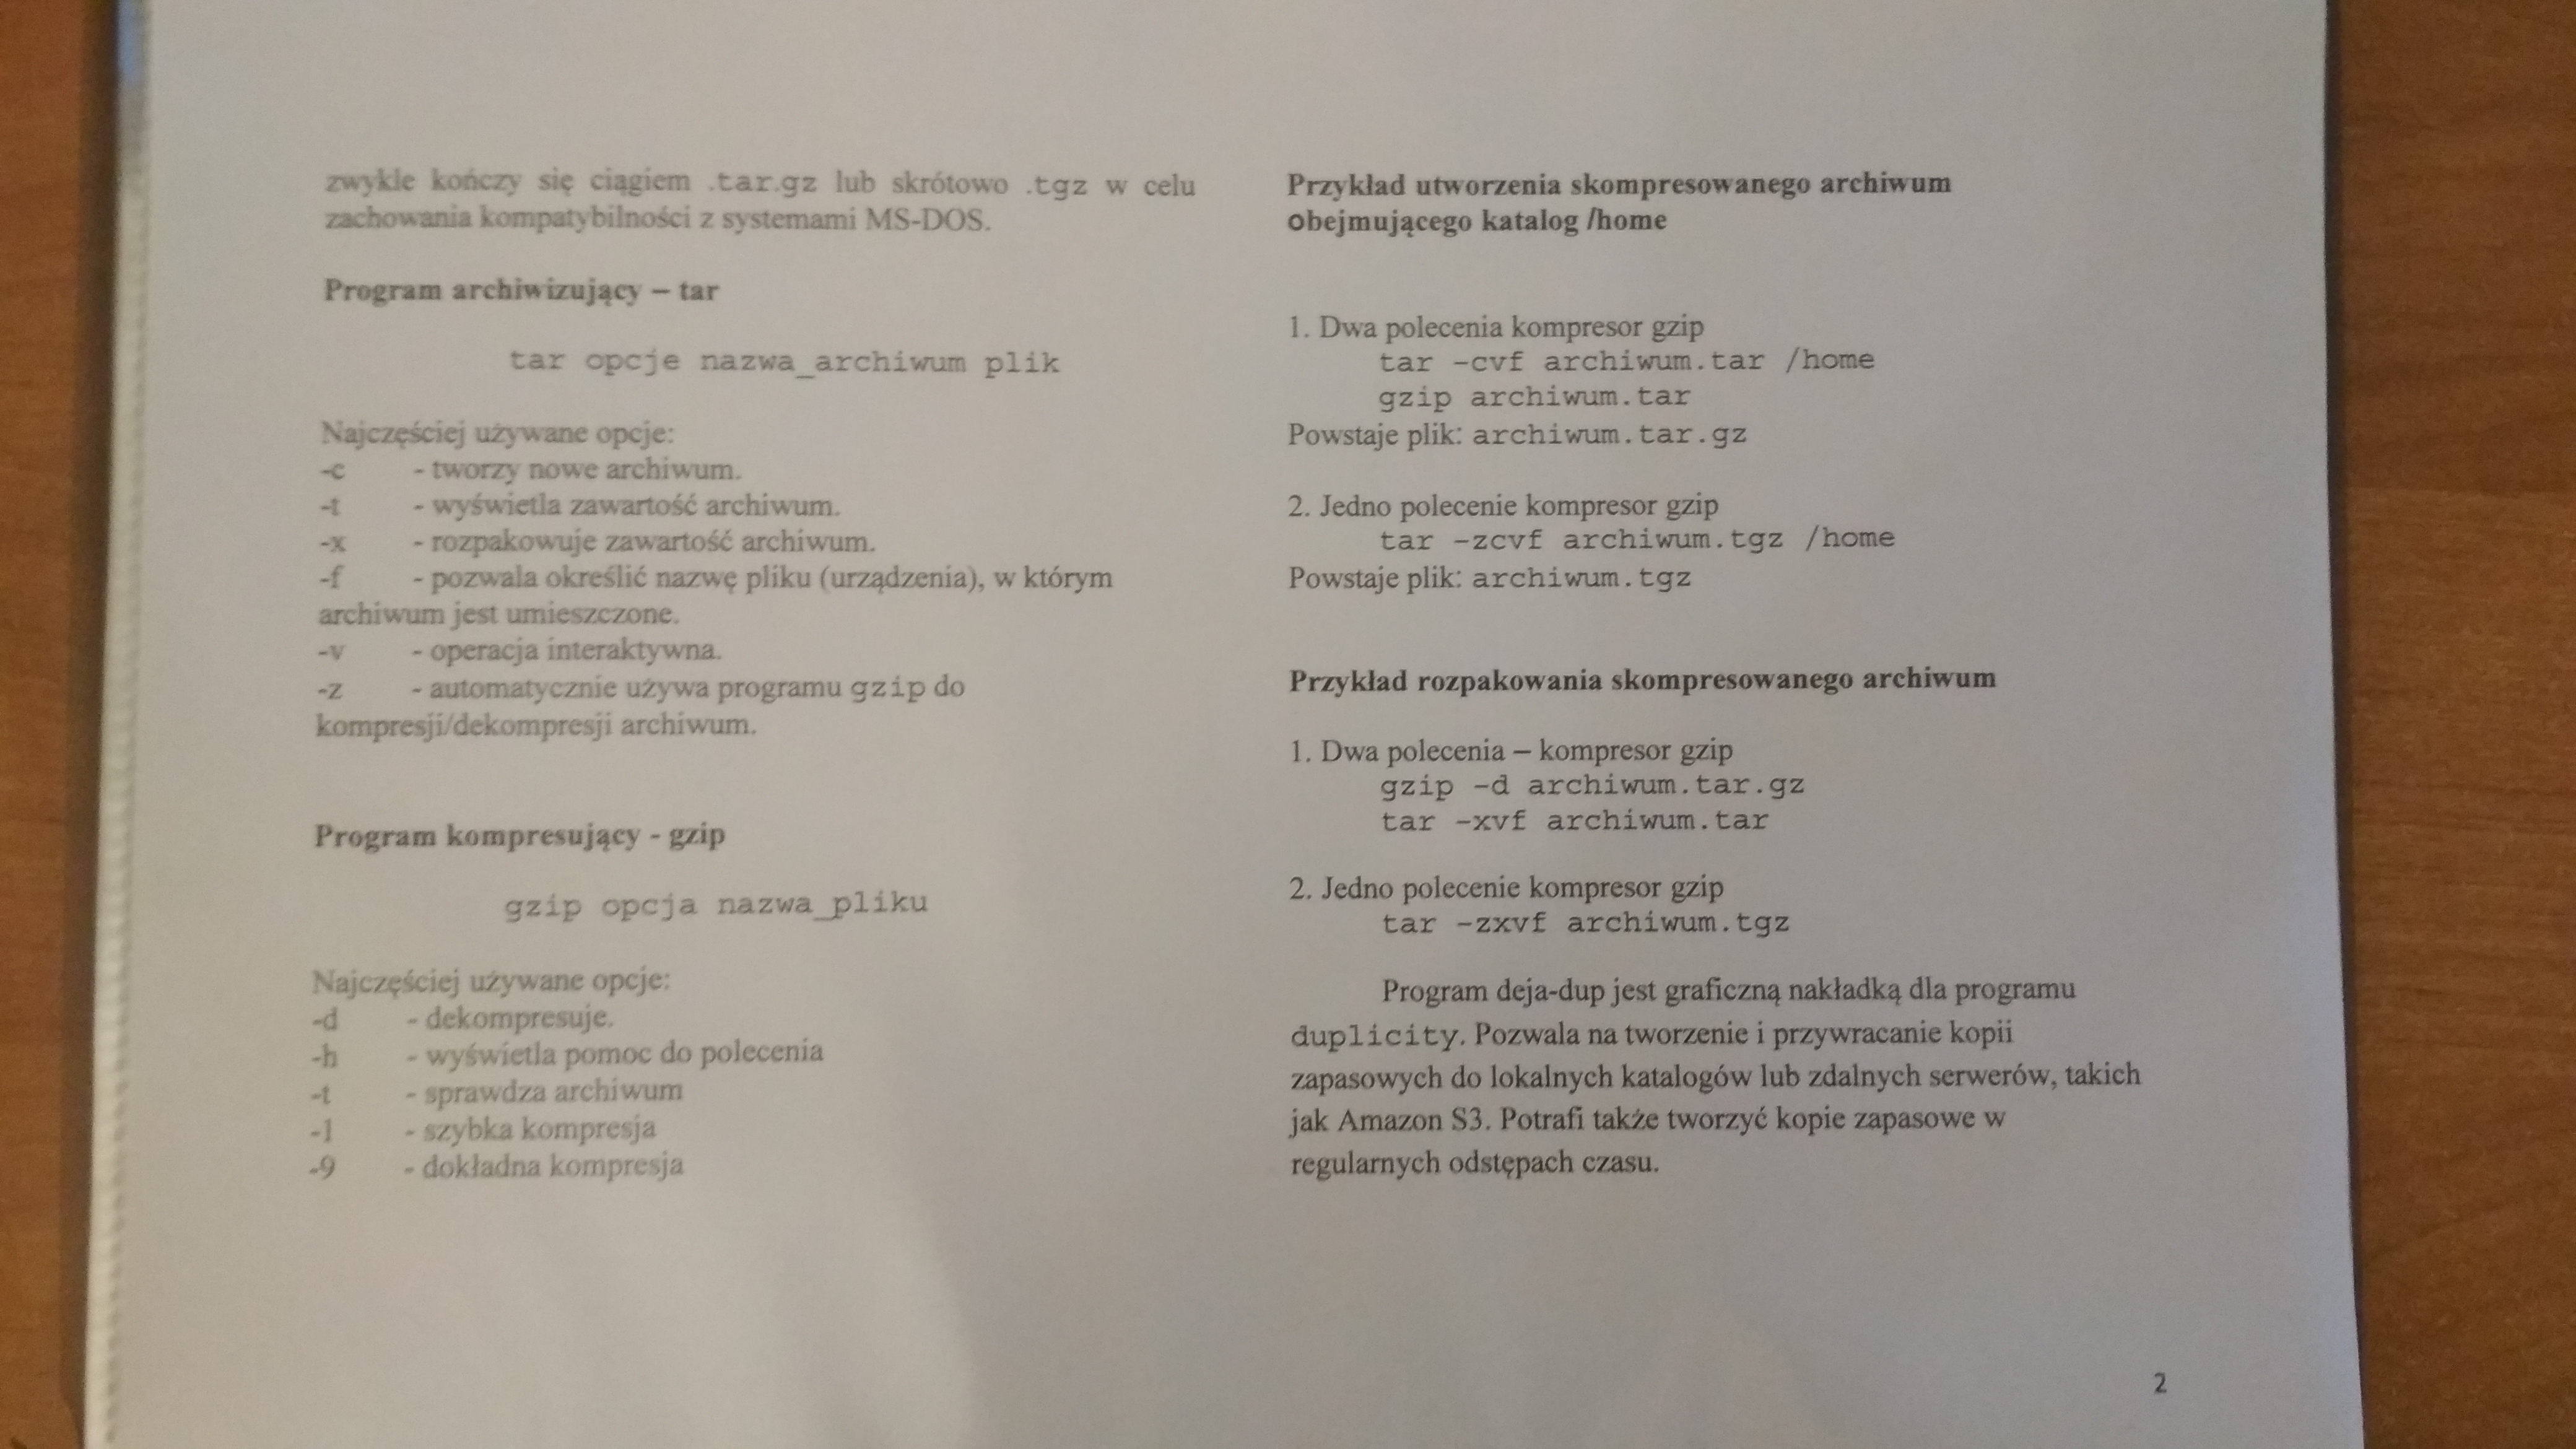 zwykle kończy się ciągiem .tar.gz lub skrótowo .tgz w celu
zachowania kompatybilności z systemami MS-DOS.
Program archiwizujący – tar
tar opcje nazwa_archiwum plik
Najczęściej używane opcje:
-c - tworzy nowe archiwum.
-t - wyświetla zawartość archiwum.
-x - rozpakowuje zawartość archiwum.
-f - pozwala określić nazwę pliku (urządzenia), w którym
archiwum jest umieszczone.
-v - operacja interaktywna.
-z - automatycznie używa programu gzip do
kompresji/dekompresji archiwum.
Program kompresujący - gzip
gzip opcja nazwa_pliku
Najczęściej używane opcje:
-d - dekompresuje.
-h - wyświetla pomoc do polecenia
-t - sprawdza archiwum
-1 - szybka kompresja
-9 - dokładna kompresja
Przykład utworzenia skompresowanego archiwum
obejmującego katalog /home
1. Dwa polecenia kompresor gzip
tar -cvf archiwum.tar /home
gzip archiwum.tar
Powstaje plik: archiwum.tar.gz
2. Jedno polecenie kompresor gzip
tar -zcvf archiwum.tgz /home
Powstaje plik: archiwum.tgz
Przykład rozpakowania skompresowanego archiwum
1. Dwa polecenia – kompresor gzip
gzip -d archiwum.tar.gz
tar -xvf archiwum.tar
2. Jedno polecenie kompresor gzip
tar -zxvf archiwum.tgz
Program deja-dup jest graficzną nakładką dla programu
duplicity. Pozwala na tworzenie i przywracanie kopii
zapasowych do lokalnych katalogów lub zdalnych serwerów, takich
jak Amazon S3. Potrafi także tworzyć kopie zapasowe w
regularnych odstępach czasu.
2